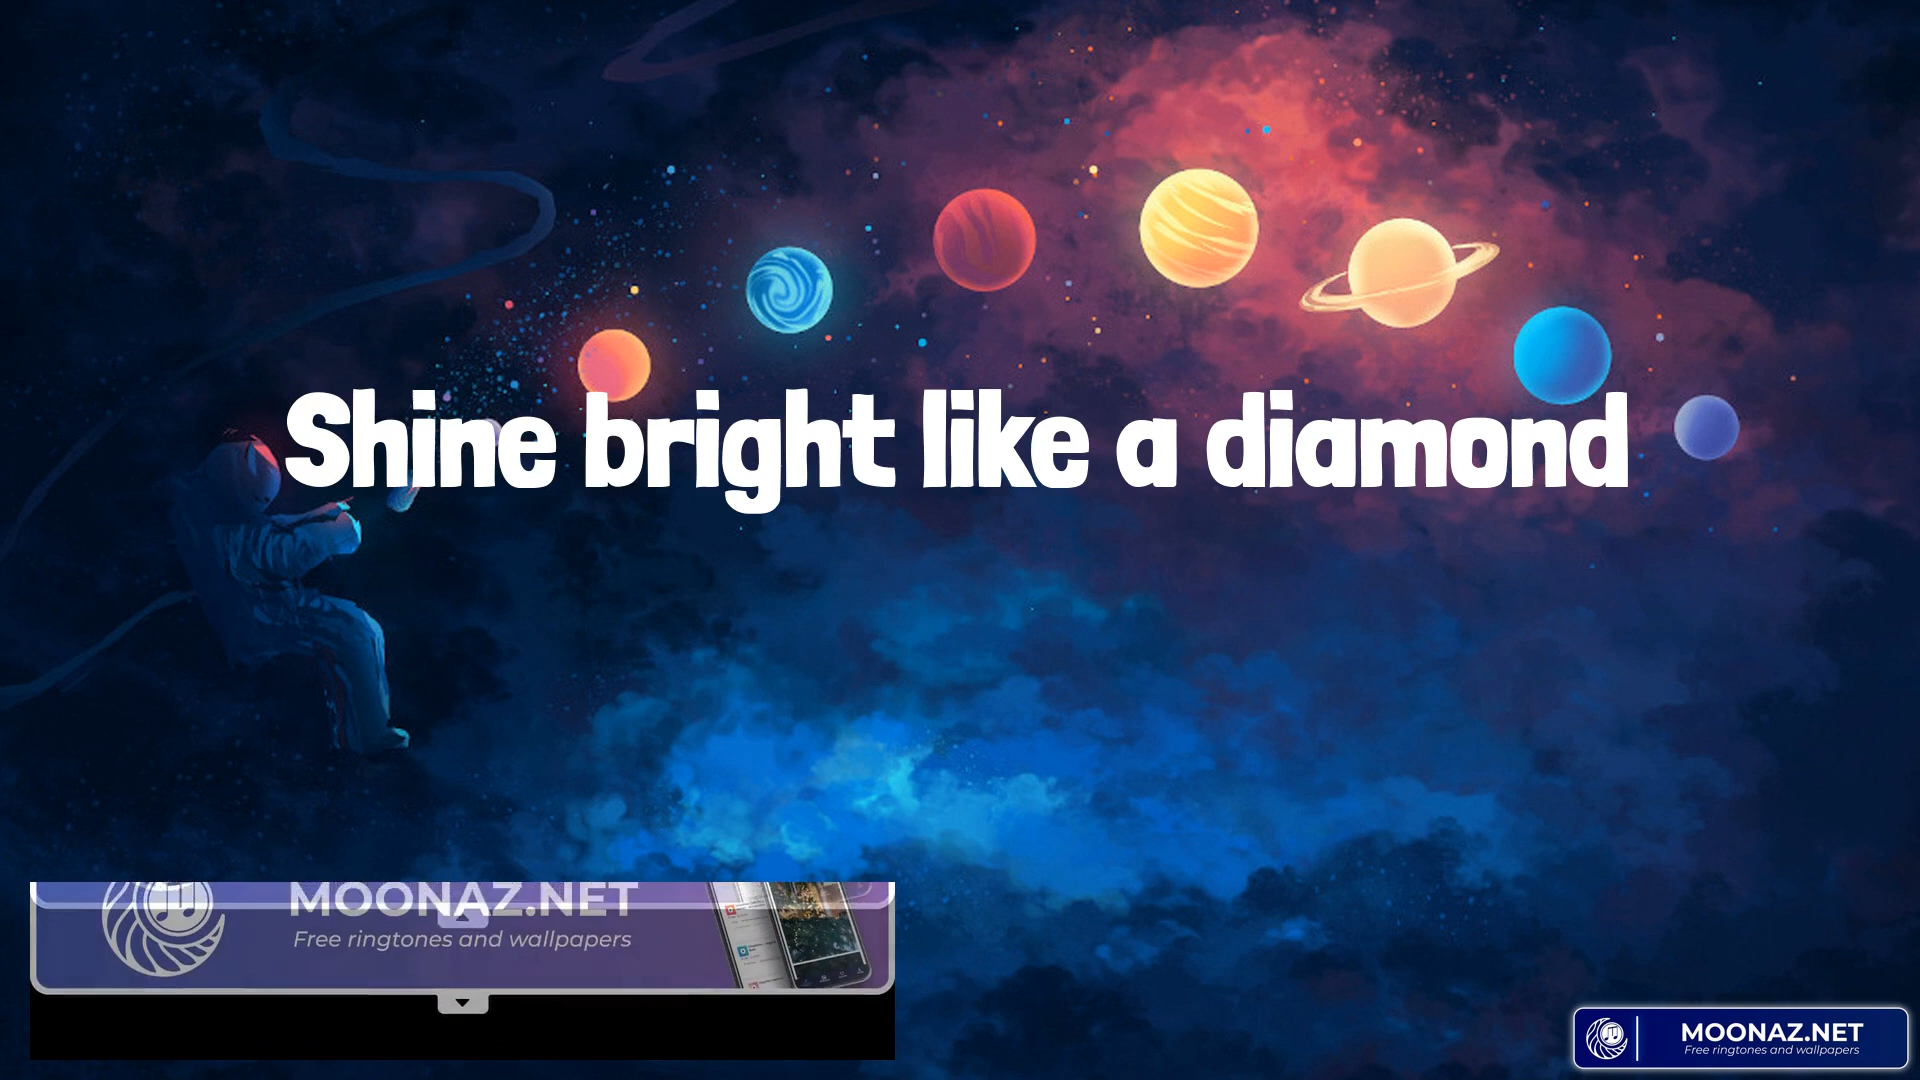 Shine bright like a diamond
MOONAZ.NET
Free ringtones and wallpapers
MOONAZ.NET
Free ringtones and wallpapers